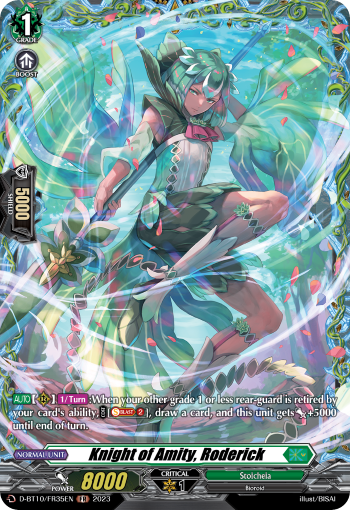 1
GRADE
BOOST
5000
SHIELD
AUTO [ RC ] 1/Turn :When your other grade 1 or less rear-guard is retired by
your card's ability, COST [ S BLAST 2 ], draw a card, and this unit gets +5000
until end of turn.
NORMAL UNIT
Knight of Amity, Roderick
POWER 8000
CRITICAL
1
Stoicheia
Bioroid
D-BT10/FR35EN FR 2023
illust/BISAI